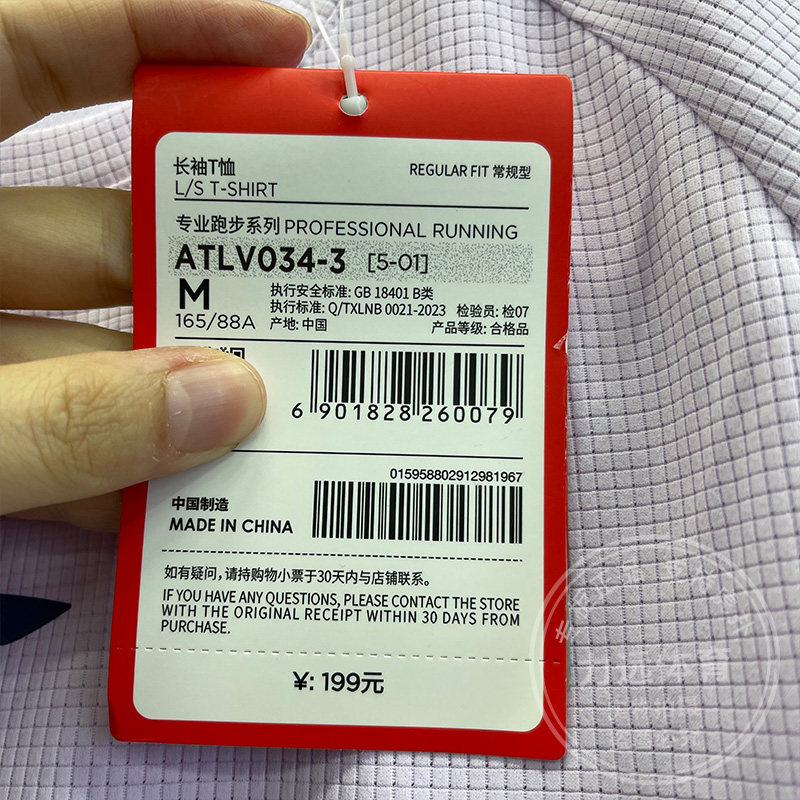 长袖T恤
L/S T-SHIRT
REGULAR FIT 常规型
专业跑步系列 PROFESSIONAL RUNNING
ATLV034-3 [5-01]
M
165/88A
执行安全标准: GB 18401 B类
执行标准: Q/TXLNB 0021-2023 检验员: 检07
产地: 中国 产品等级: 合格品
6 901828 260079
015958802912981967
中国制造
MADE IN CHINA
如有疑问，请持购物小票于30天内与店铺联系。
IF YOU HAVE ANY QUESTIONS, PLEASE CONTACT THE STORE
WITH THE ORIGINAL RECEIPT WITHIN 30 DAYS FROM
PURCHASE.
¥: 199元